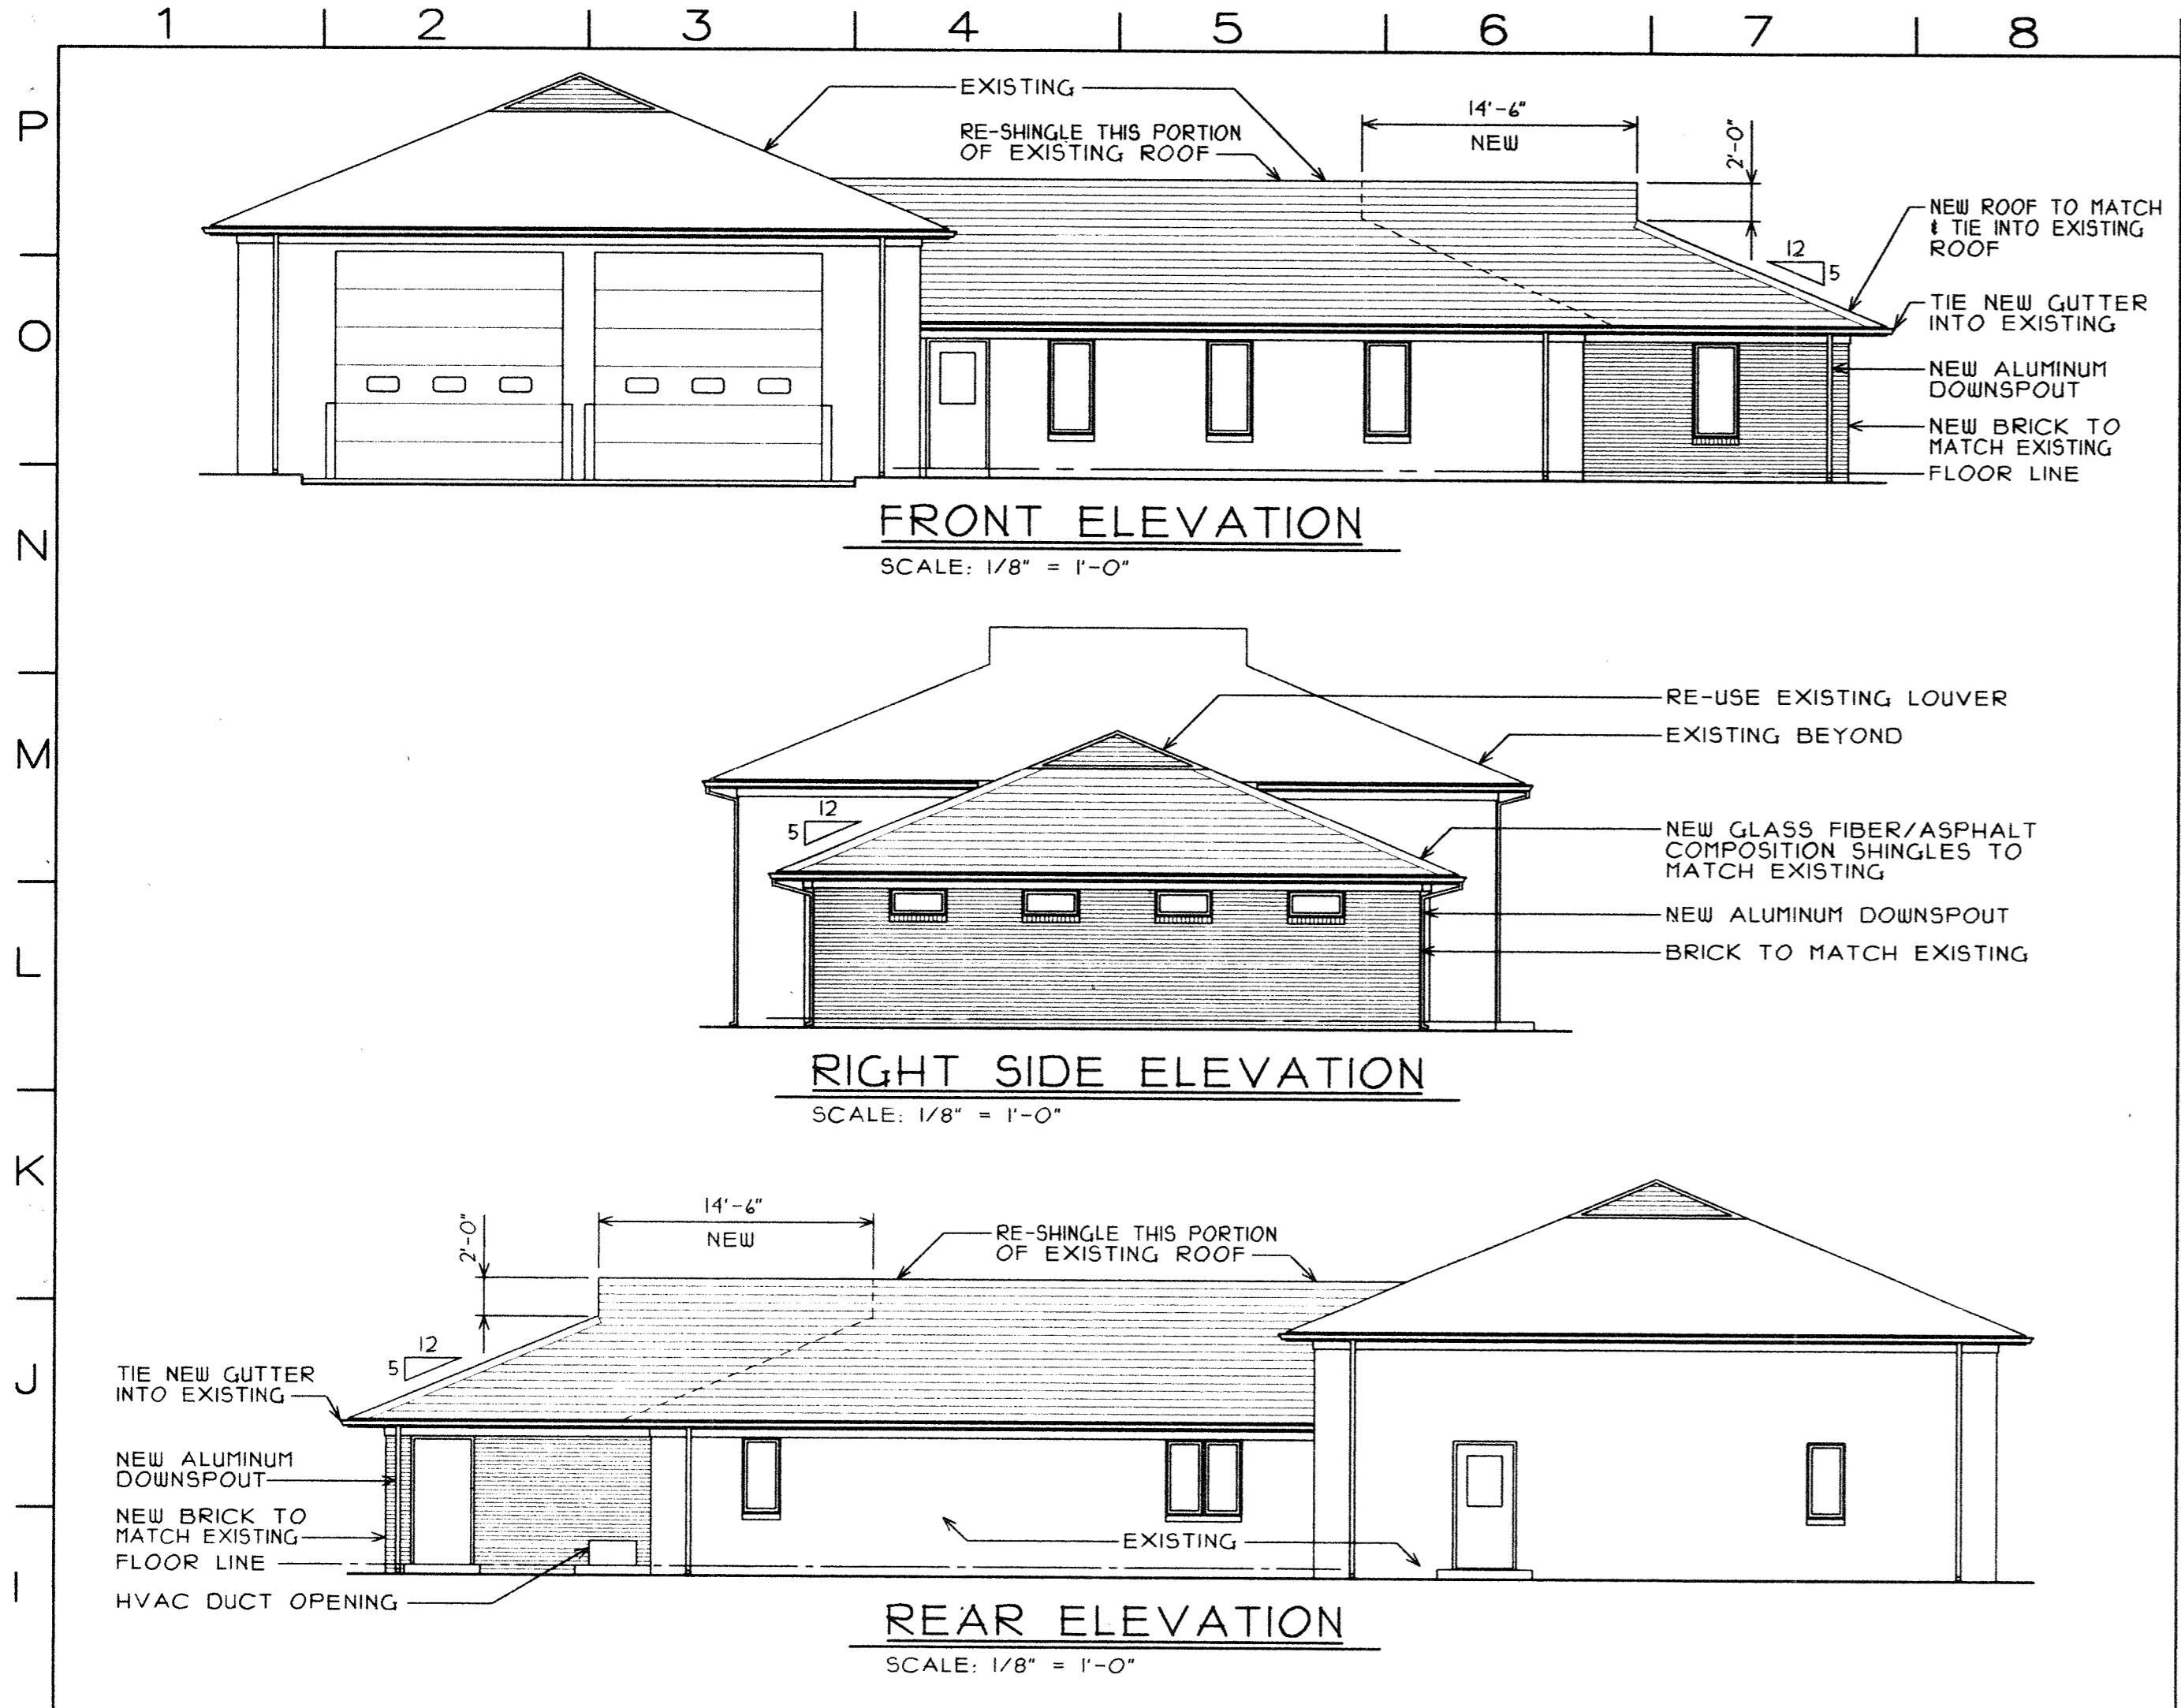 1 2 3 4 5 6 7 8
P
O
N
M
L
K
J
I
EXISTING
RE-SHINGLE THIS PORTION
OF EXISTING ROOF
14'-6"
NEW
2'-0"
NEW ROOF TO MATCH
& TIE INTO EXISTING
ROOF
12
5
TIE NEW GUTTER
INTO EXISTING
NEW ALUMINUM
DOWNSPOUT
NEW BRICK TO
MATCH EXISTING
FLOOR LINE
FRONT ELEVATION
SCALE: 1/8" = 1'-0"
RE-USE EXISTING LOUVER
EXISTING BEYOND
12
5
NEW GLASS FIBER/ASPHALT
COMPOSITION SHINGLES TO
MATCH EXISTING
NEW ALUMINUM DOWNSPOUT
BRICK TO MATCH EXISTING
RIGHT SIDE ELEVATION
SCALE: 1/8" = 1'-0"
2'-0"
14'-6"
NEW
RE-SHINGLE THIS PORTION
OF EXISTING ROOF
12
5
TIE NEW GUTTER
INTO EXISTING
NEW ALUMINUM
DOWNSPOUT
NEW BRICK TO
MATCH EXISTING
FLOOR LINE
HVAC DUCT OPENING
EXISTING
REAR ELEVATION
SCALE: 1/8" = 1'-0"